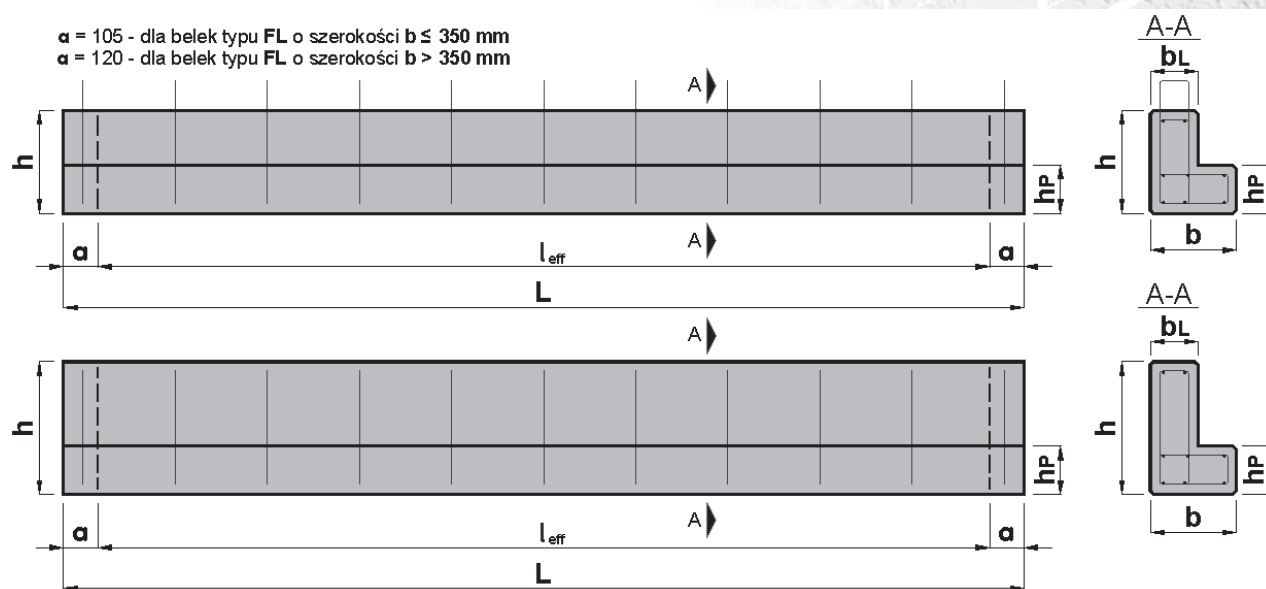 a = 105 - dla belek typu FL o szerokości b ≤ 350 mm
a = 120 - dla belek typu FL o szerokości b > 350 mm
A
A-A
bL
h
hP
h
hP
A
b
a
leff
a
L
A
A-A
bL
h
hP
h
hP
A
b
a
leff
a
L